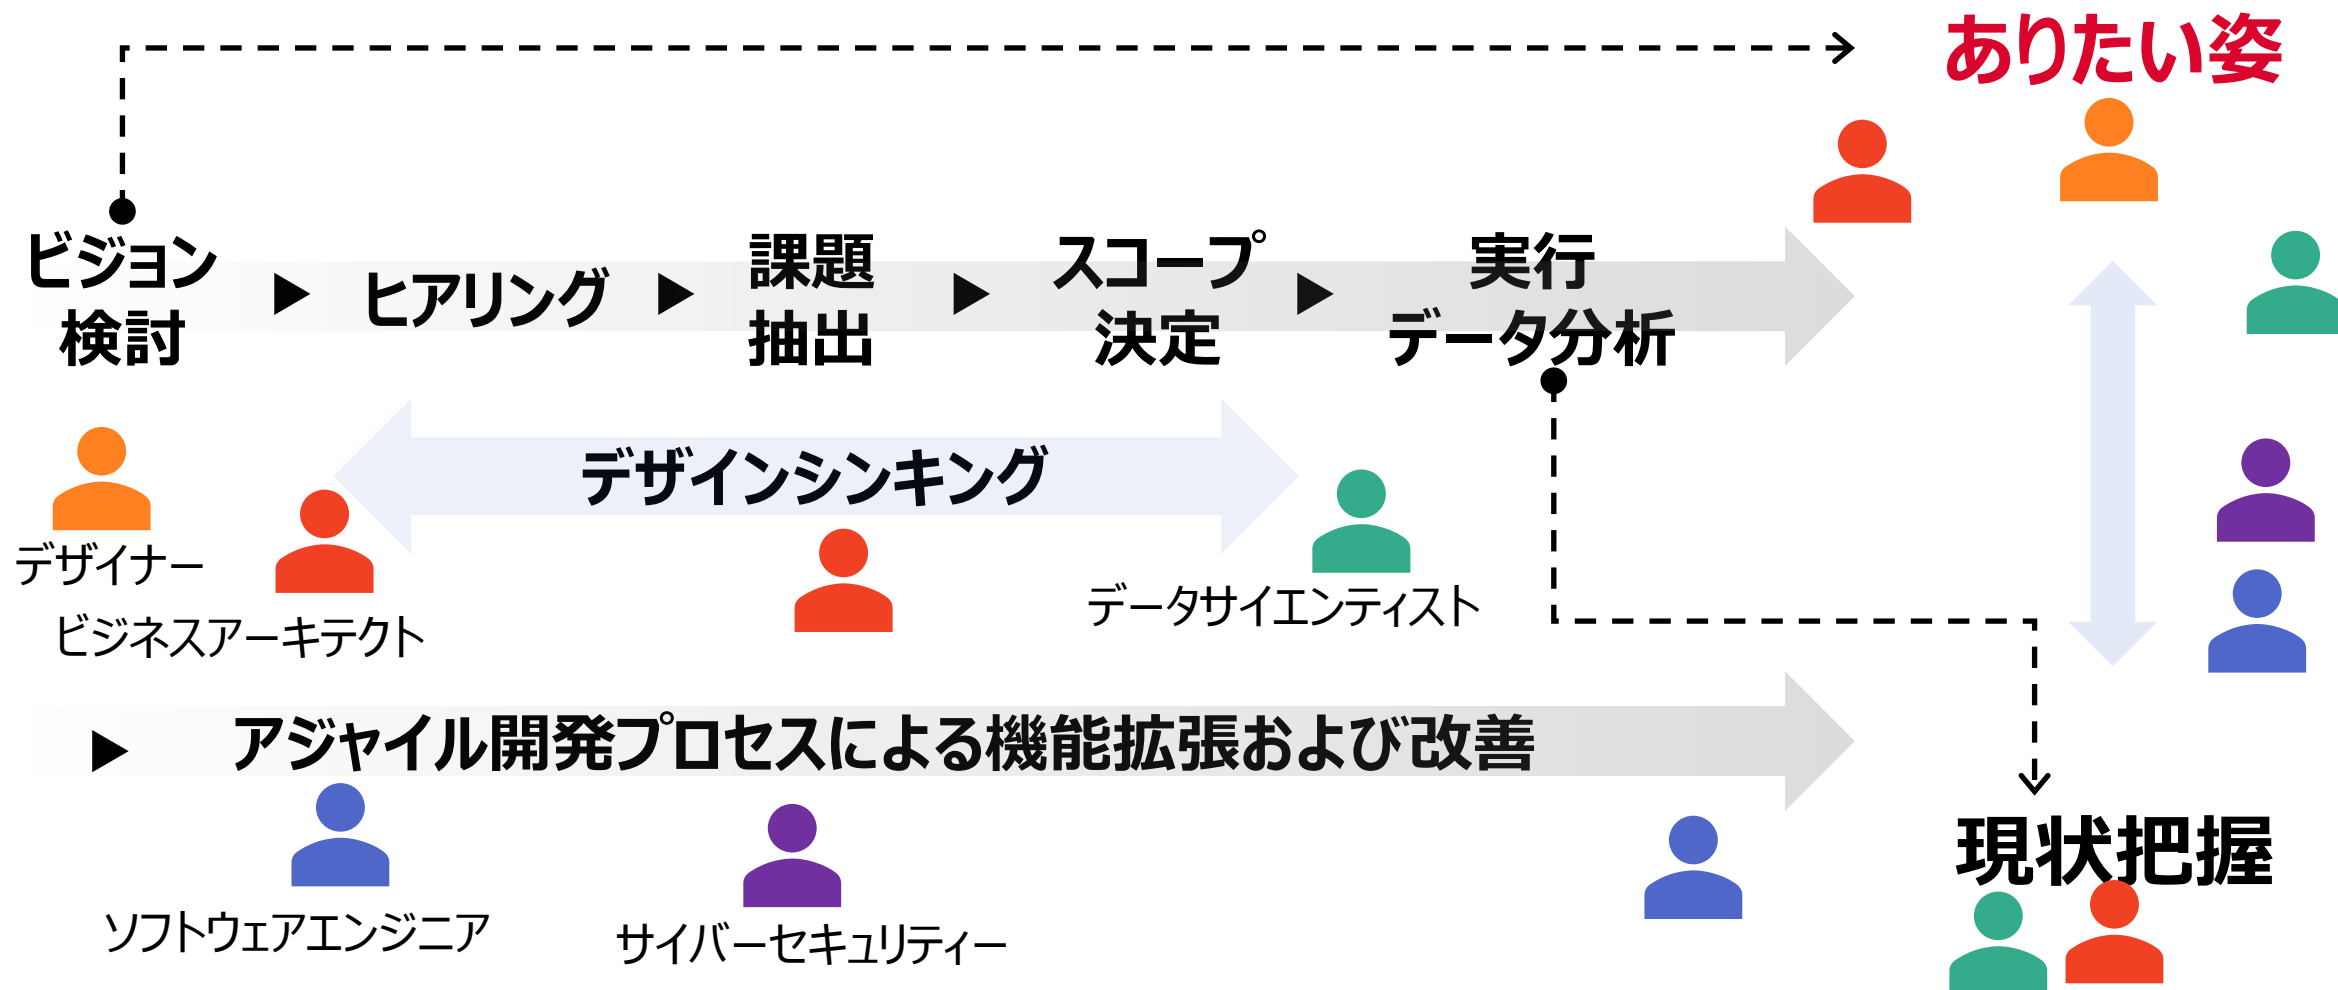 ありたい姿
ビジョン
検討
ヒアリング
課題
抽出
スコープ
決定
実行
データ分析
デザインシンキング
デザイナー
ビジネスアーキテクト
データサイエンティスト
アジャイル開発プロセスによる機能拡張および改善
ソフトウェアエンジニア
サイバーセキュリティー
現状把握